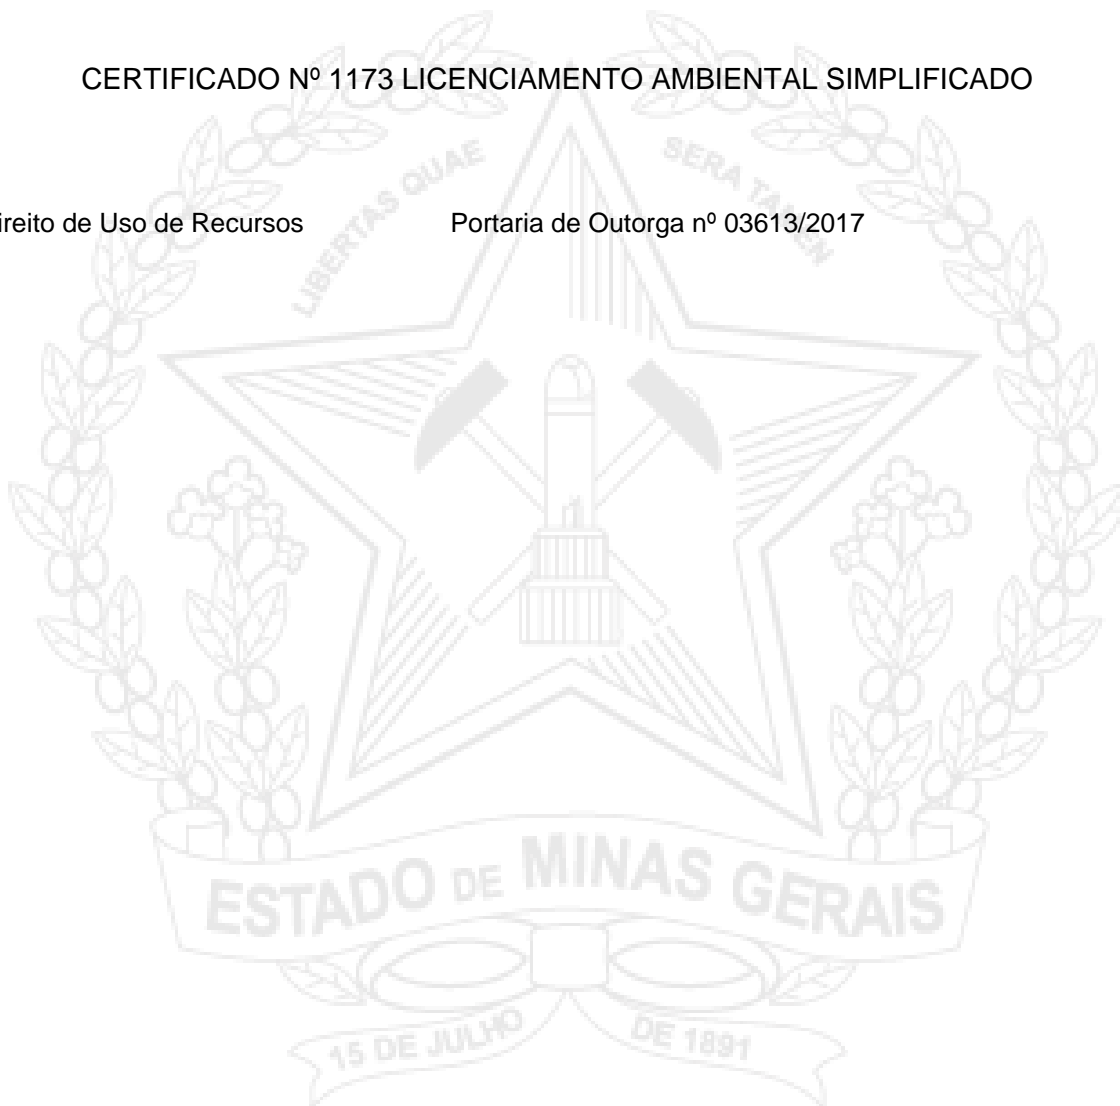 CERTIFICADO Nº 1173 LICENCIAMENTO AMBIENTAL SIMPLIFICADO
LIBERTAS QUAE SERA TAMEN
ireito de Uso de Recursos Portaria de Outorga nº 03613/2017
ESTADO DE MINAS GERAIS
15 DE JULHO DE 1891